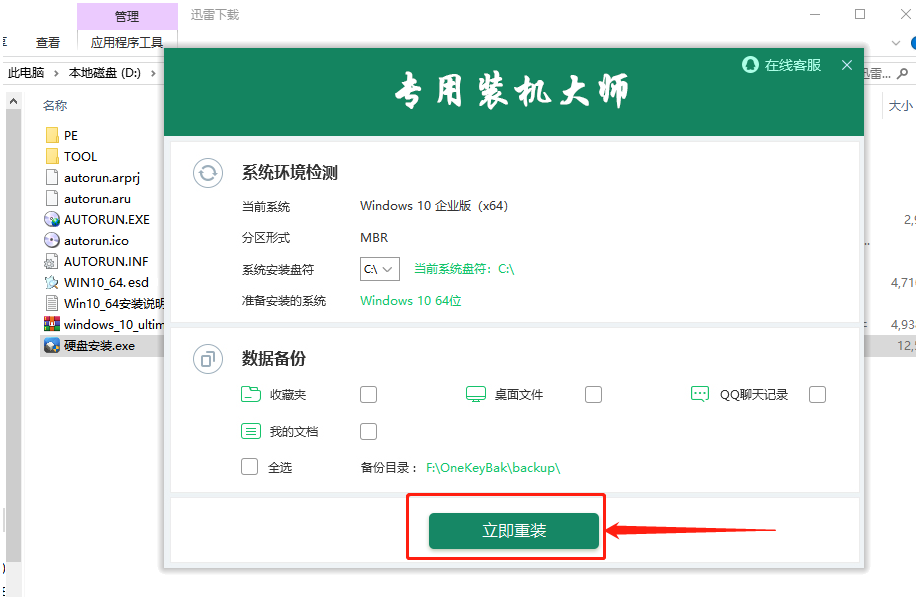 管理
迅雷下载
查看
应用程序工具
此电脑 > 本地磁盘 (D:) >
迅雷...
名称
大小
PE
TOOL
autorun.arprj
autorun.aru
AUTORUN.EXE
autorun.ico
AUTORUN.INF
WIN10_64.esd
Win10_64安装说明
windows_10_ultim
硬盘安装.exe
2,9
4,710
4,934
12,5
专用装机大师
在线客服
系统环境检测
当前系统 Windows 10 企业版（x64）
分区形式 MBR
系统安装盘符 C:\ 当前系统盘符：C:\
准备安装的系统 Windows 10 64位
数据备份
收藏夹 桌面文件 QQ聊天记录
我的文档
全选 备份目录： F:\OneKeyBak\backup\
立即重装